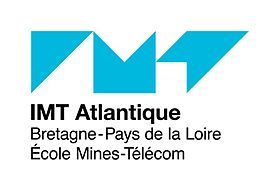 IMT Atlantique
Bretagne-Pays de la Loire
École Mines-Télécom